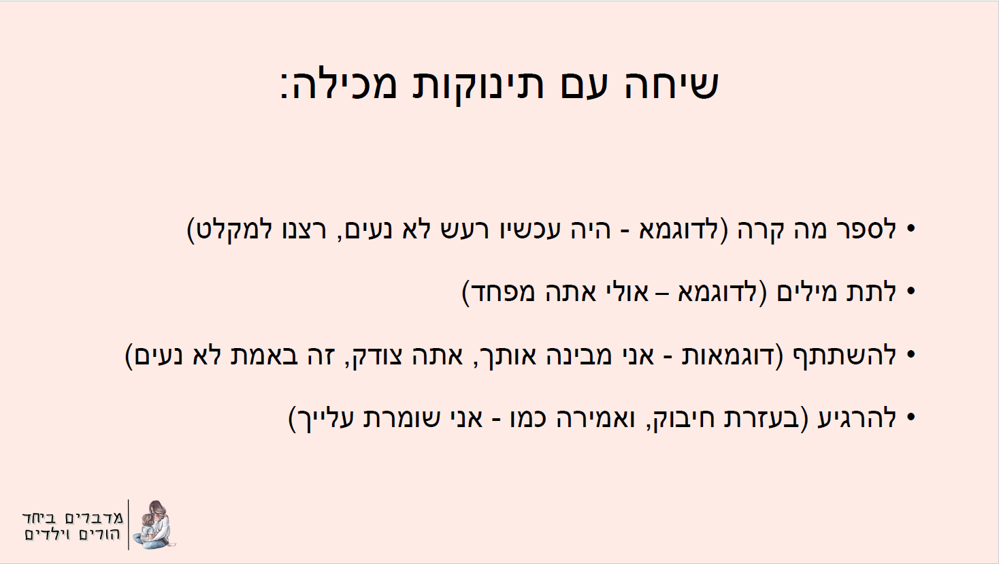 שיחה עם תינוקות מכילה:
• לספר מה קרה (לדוגמא - היה עכשיו רעש לא נעים, רצנו למקלט)
• לתת מילים (לדוגמא – אולי אתה מפחד)
• להשתתף (דוגמאות - אני מבינה אותך, אתה צודק, זה באמת לא נעים)
• להרגיע (בעזרת חיבוק, ואמירה כמו - אני שומרת עלייך)
מדברים ביחד
הורים וילדים